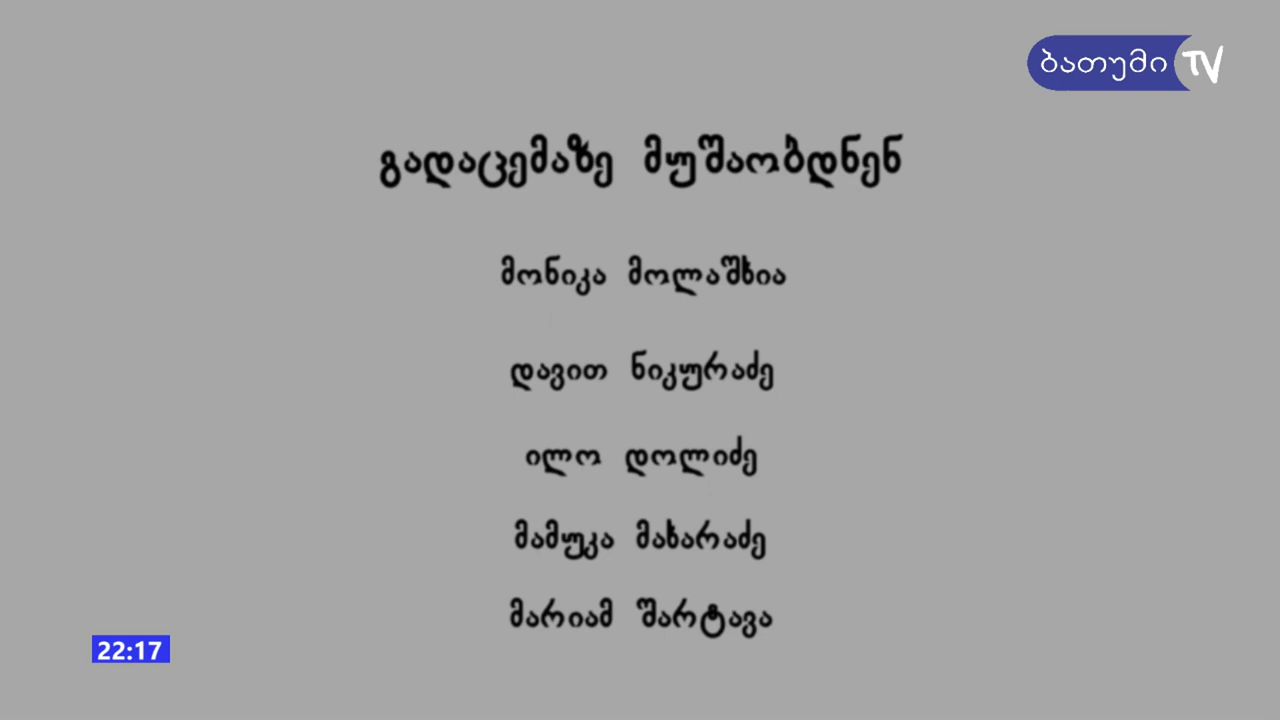 ბათუმი TV
გადაცემაზე მუშაობდნენ
მონიკა მოლაშხია
დავით ნიკურაძე
ილო დოლიძე
მამუკა მახარაძე
მარიამ შარტავა
22:17